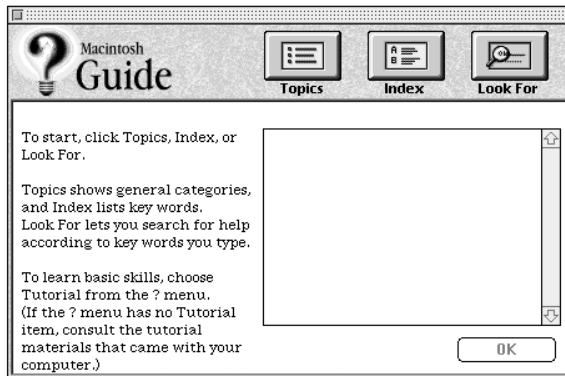 Macintosh
Guide
Topics
Index
Look For
To start, click Topics, Index, or
Look For.
Topics shows general categories,
and Index lists key words.
Look For lets you search for help
according to key words you type.
To learn basic skills, choose
Tutorial from the ? menu.
(If the ? menu has no Tutorial
item, consult the tutorial
materials that came with your
computer.)
OK